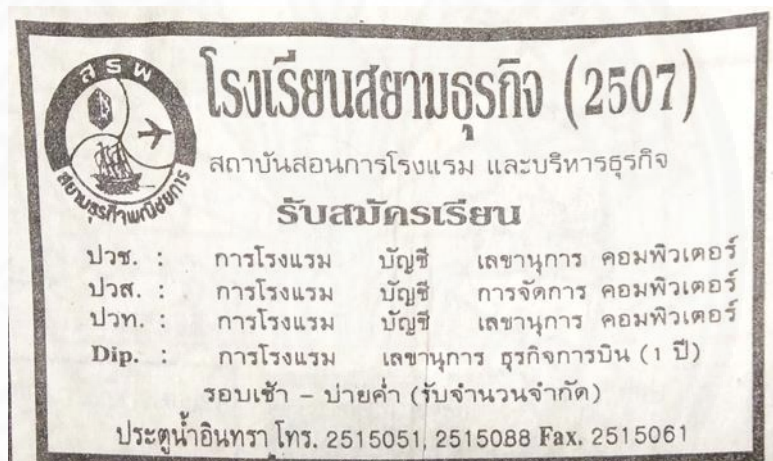 สธพ
สยามธุรกิจพณิชยการ
โรงเรียนสยามธุรกิจ (2507)
สถาบันสอนการโรงแรม และบริหารธุรกิจ
รับสมัครเรียน
ปวช. : การโรงแรม บัญชี เลขานุการ คอมพิวเตอร์
ปวส. : การโรงแรม บัญชี การจัดการ คอมพิวเตอร์
ปวท. : การโรงแรม บัญชี เลขานุการ คอมพิวเตอร์
Dip. : การโรงแรม เลขานุการ ธุรกิจการบิน (1 ปี)
รอบเช้า - บ่ายค่ำ (รับจำนวนจำกัด)
ประตูน้ำอินทรา โทร. 2515051, 2515088 Fax. 2515061